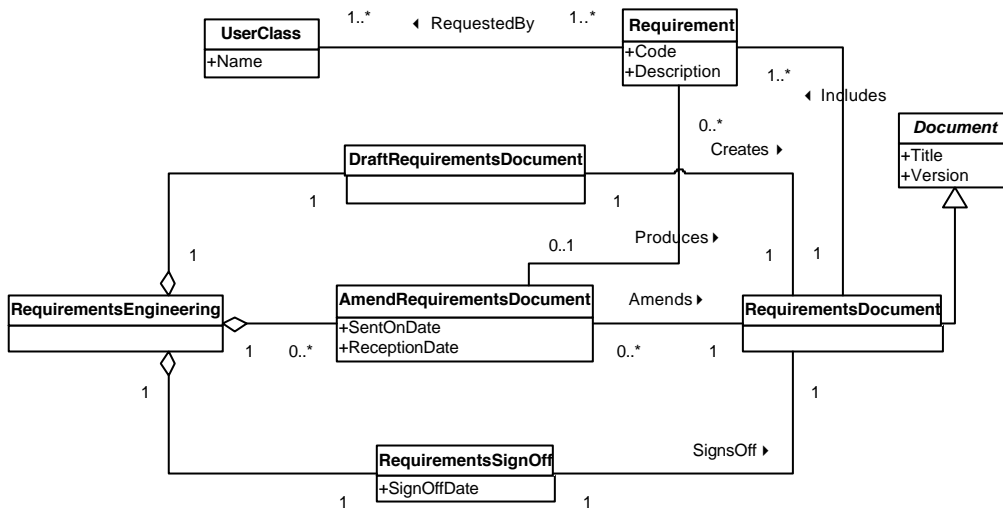 1..*
◂ RequestedBy
1..*
UserClass
+Name
Requirement
+Code
+Description
1..*
◂ Includes
0..*
Creates ▸
Document
+Title
+Version
DraftRequirementsDocument
1
1
1
0..1
Produces ▸
1
1
RequirementsEngineering
AmendRequirementsDocument
+SentOnDate
+ReceptionDate
Amends ▸
RequirementsDocument
1
0..*
0..*
1
1
1
SignsOff ▸
RequirementsSignOff
+SignOffDate
1
1